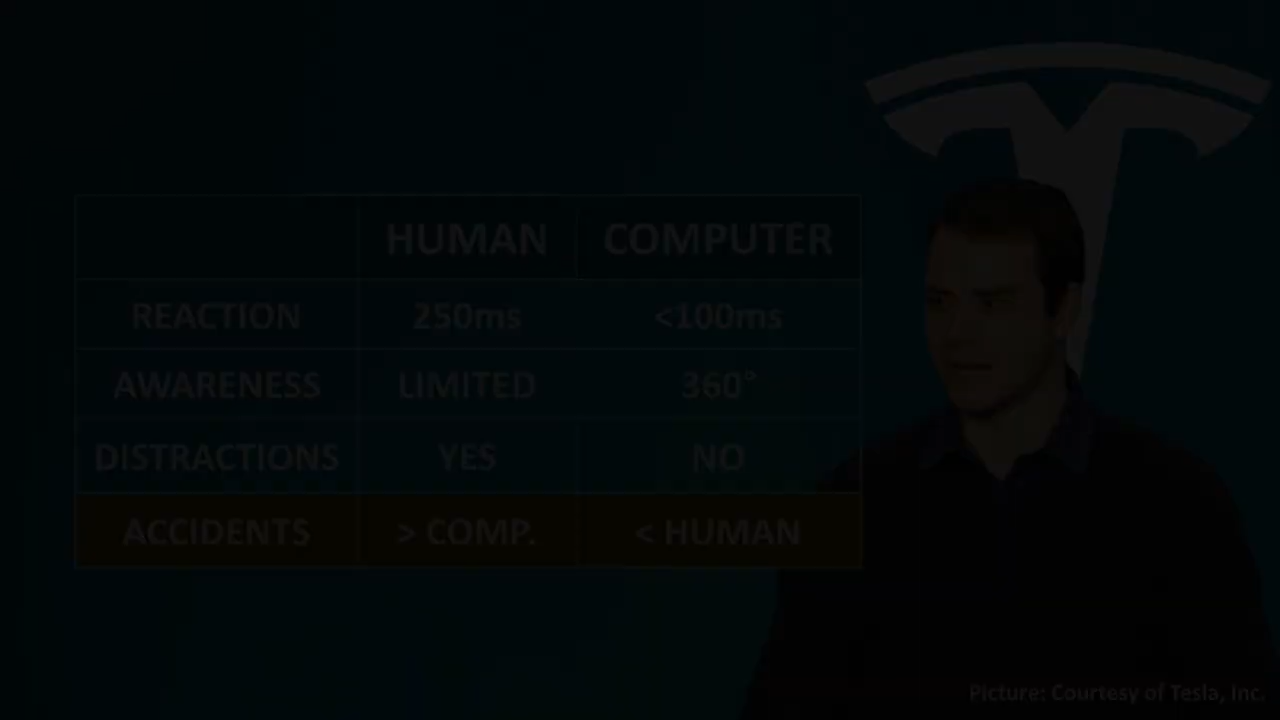 HUMAN COMPUTER
REACTION 250ms <100ms
AWARENESS LIMITED 360°
DISTRACTIONS YES NO
ACCIDENTS > COMP. < HUMAN
Picture: Courtesy of Tesla, Inc.